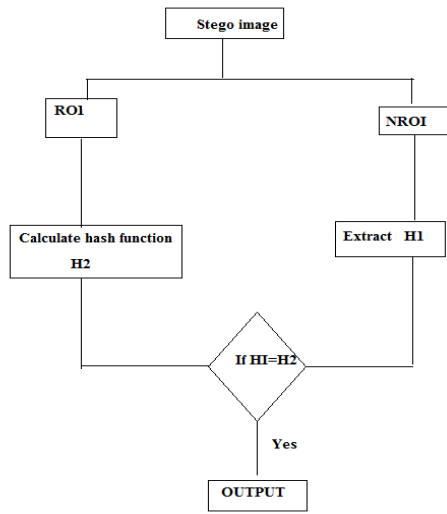 Stego image
RO1
NROI
Calculate hash function
H2
Extract H1
If HI=H2
Yes
OUTPUT